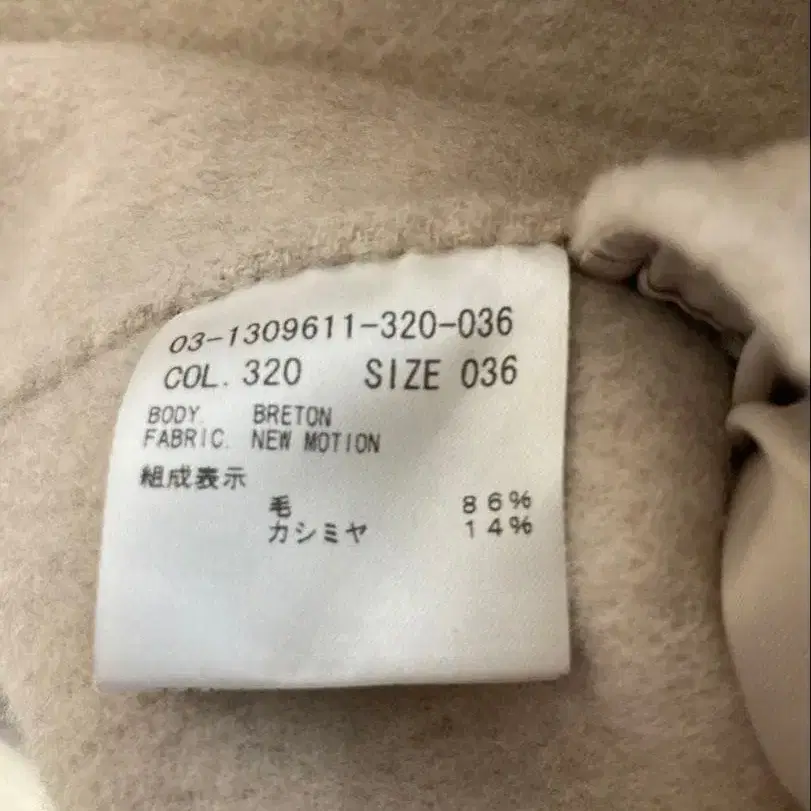 03-1309611-320-036
COL. 320 SIZE 036
BODY. BRETON
FABRIC. NEW MOTION
組成表示
毛 86%
カシミヤ 14%